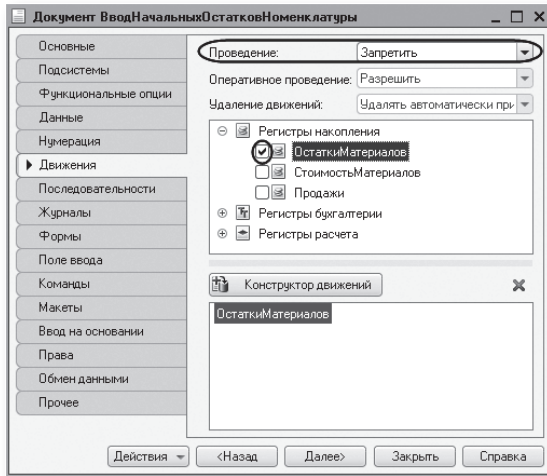 Документ ВводНачальныхОстатковНоменклатуры
Основные
Подсистемы
Функциональные опции
Данные
Нумерация
Движения
Последовательности
Журналы
Формы
Поле ввода
Команды
Макеты
Ввод на основании
Права
Обмен данными
Прочее
Проведение: Запретить
Оперативное проведение: Разрешить
Удаление движений: Удалять автоматически при
Регистры накопления
ОстаткиМатериалов
СтоимостьМатериалов
Продажи
Регистры бухгалтерии
Регистры расчета
Конструктор движений
ОстаткиМатериалов
Действия <Назад Далее> Закрыть Справка